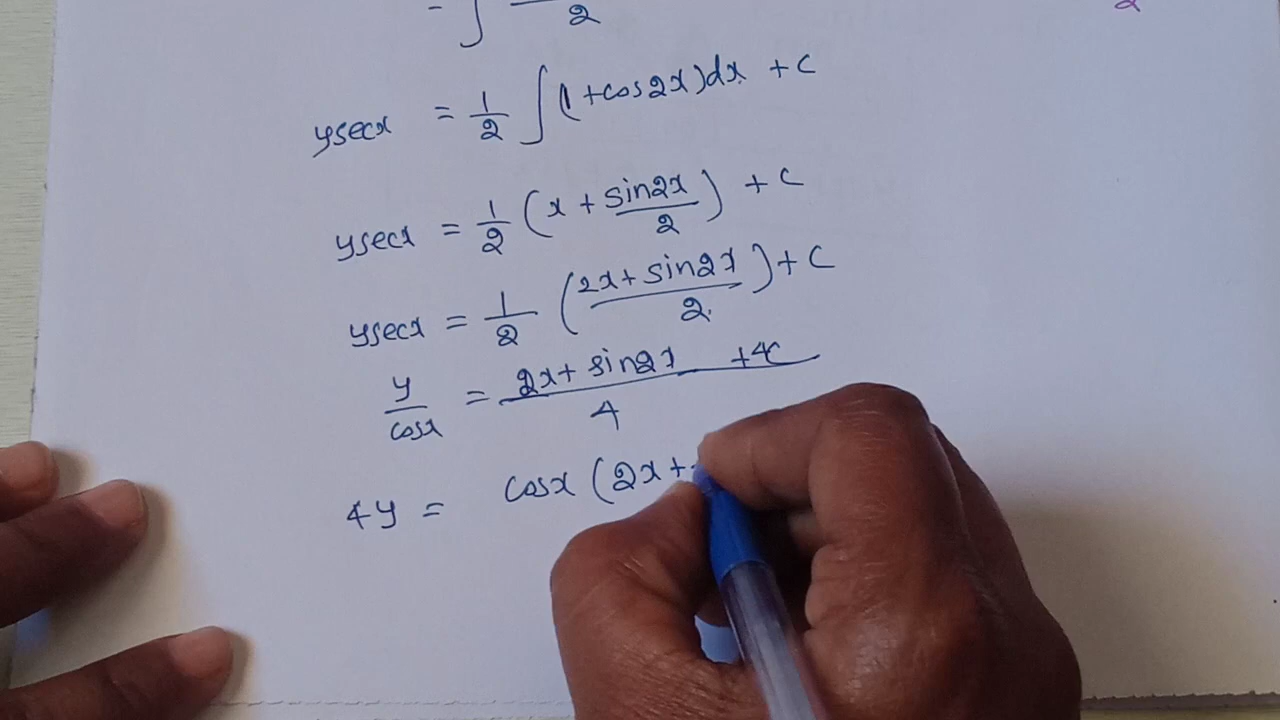 = ∫ — 2
ysecx = 1/2 ∫(1+cos2x)dx +c
ysecx = 1/2 (x + sin2x/2) + c
ysecx = 1/2 (2x+sin2x/2) + c
y/cosx = 2x+ sin2x +4c/4
4y = cosx (2x+